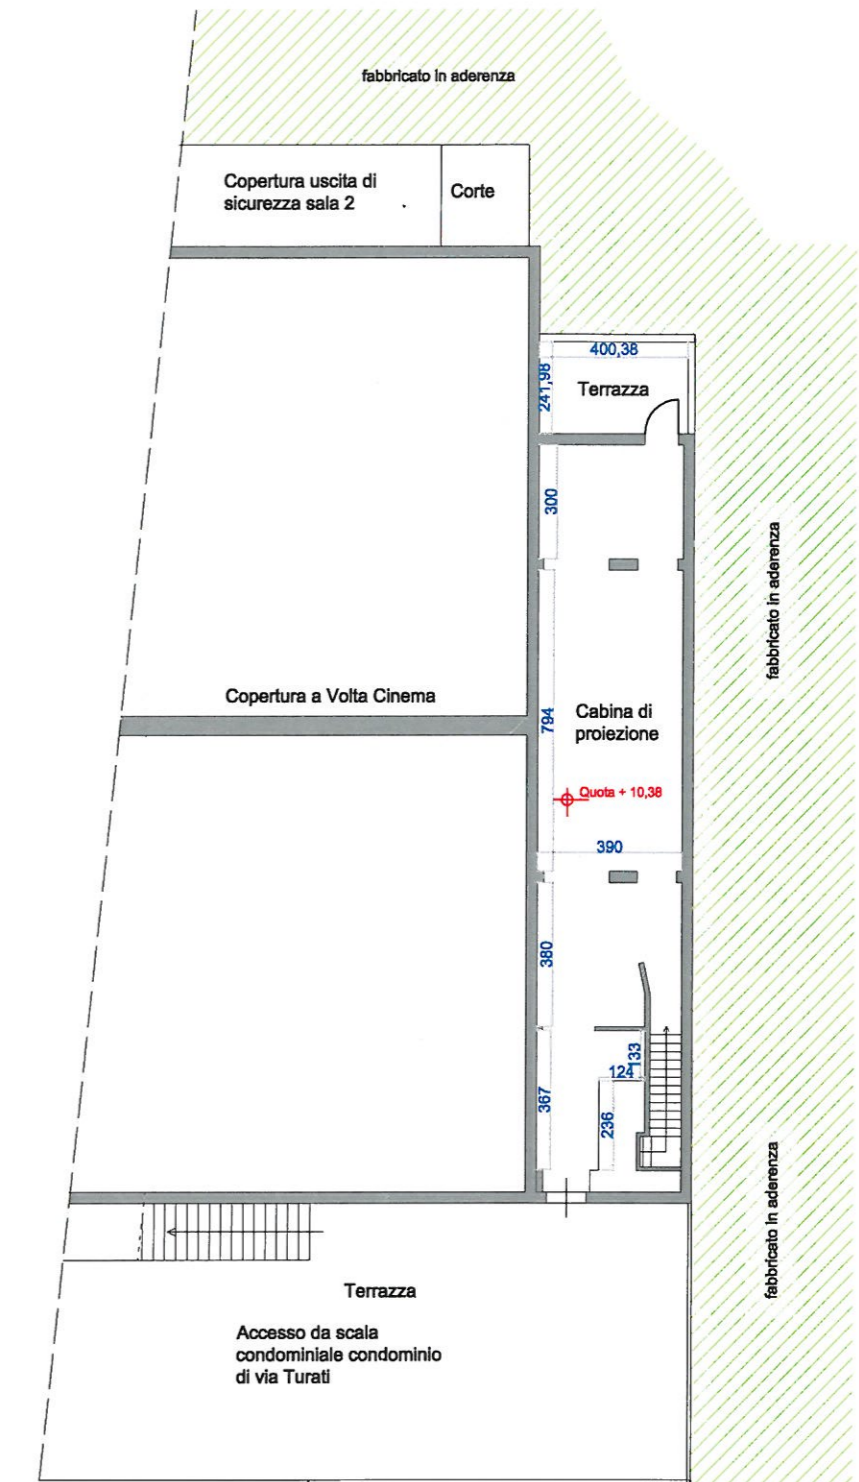 fabbricato in aderenza
Copertura uscita di
sicurezza sala 2
Corte
400,38
241,98
Terrazza
300
fabbricato in aderenza
Copertura a Volta Cinema
794
Cabina di
proiezione
Quota + 10,38
390
380
133
124
367
236
fabbricato in aderenza
Terrazza
Accesso da scala
condominiale condominio
di via Turati